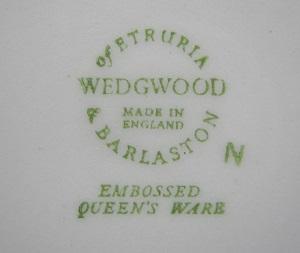 of ETRURIA
WEDGWOOD
MADE IN
ENGLAND
& BARLASTON
N
EMBOSSED
QUEEN'S WARE